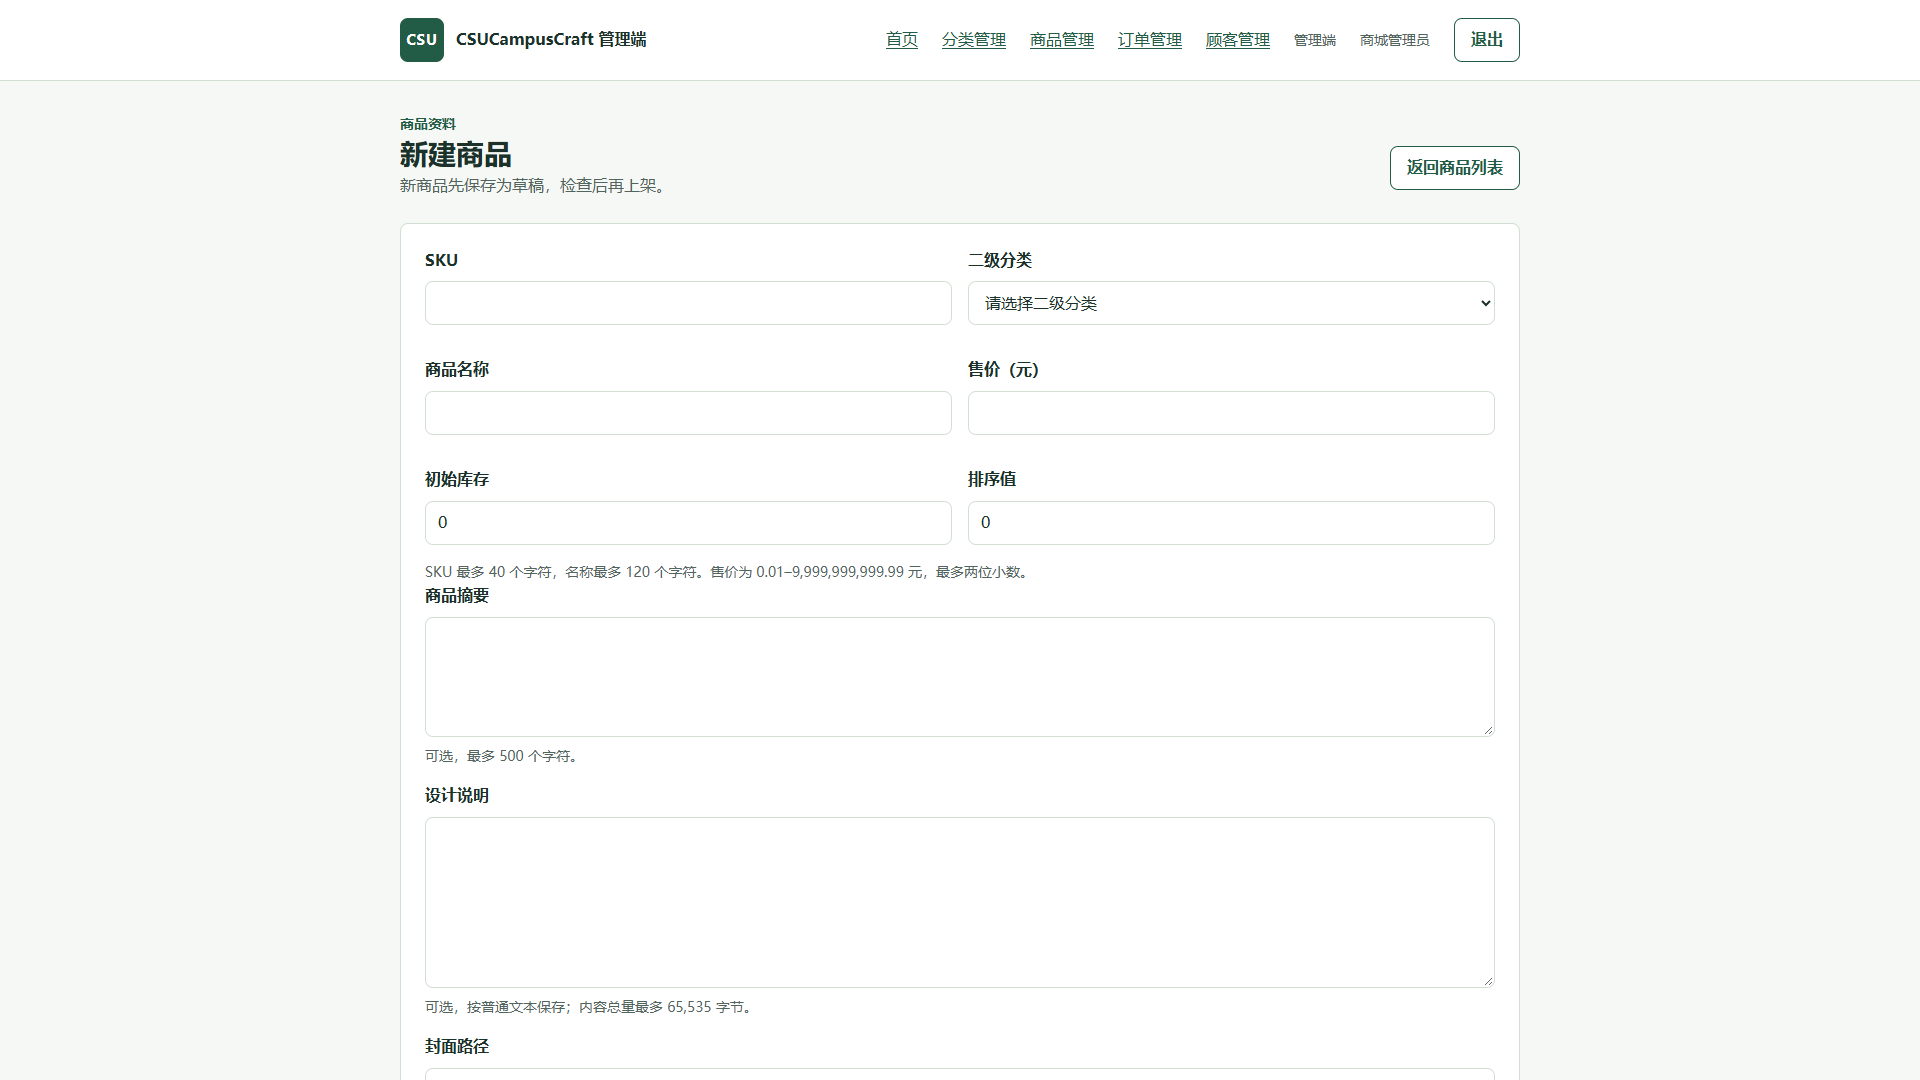 CSU CSUCampusCraft 管理端 首页 分类管理 商品管理 订单管理 顾客管理 管理端 商城管理员 退出
商品资料
新建商品
新商品先保存为草稿，检查后再上架。
返回商品列表
SKU 二级分类
请选择二级分类
商品名称 售价（元）
初始库存 排序值
0 0
SKU 最多 40 个字符，名称最多 120 个字符。售价为 0.01–9,999,999,999.99 元，最多两位小数。
商品摘要
可选，最多 500 个字符。
设计说明
可选，按普通文本保存；内容总量最多 65,535 字节。
封面路径